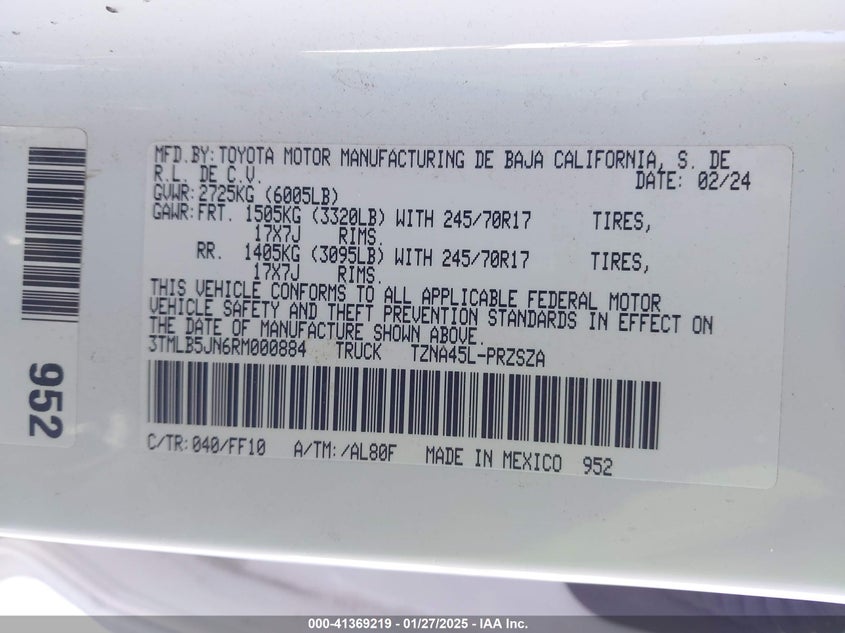 MFD.BY:TOYOTA MOTOR MANUFACTURING DE BAJA CALIFORNIA, S. DE
R.L. DE C.V. DATE: 02/24
GVWR:2725KG (6005LB)
GAWR:FRT. 1505KG (3320LB) WITH 245/70R17 TIRES,
17X7J RIMS.
RR. 1405KG (3095LB) WITH 245/70R17 TIRES,
17X7J RIMS.
THIS VEHICLE CONFORMS TO ALL APPLICABLE FEDERAL MOTOR
VEHICLE SAFETY AND THEFT PREVENTION STANDARDS IN EFFECT ON
THE DATE OF MANUFACTURE SHOWN ABOVE.
3TMLB5JN6RM000884 TRUCK TZNA45L-PRZSZA
C/TR:040/FF10 A/TM:/AL80F MADE IN MEXICO 952
952
000-41369219 - 01/27/2025 - IAA Inc.